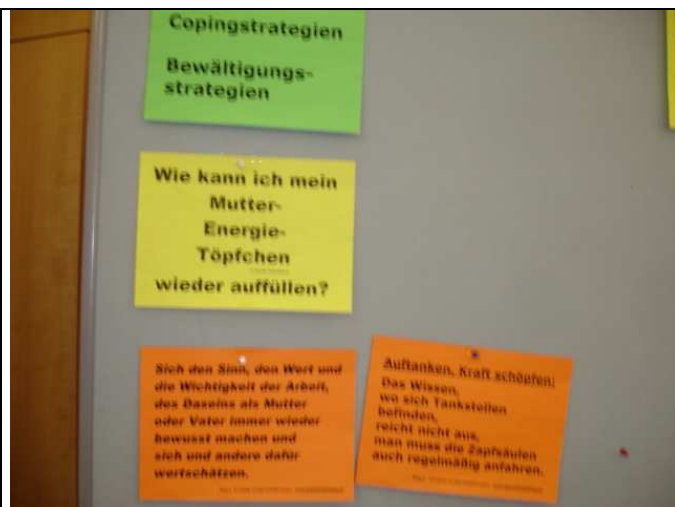 Copingstrategien
Bewältigungs-
strategien
Wie kann ich mein
Mutter-
Energie-
Töpfchen
wieder auffüllen?
Sich den Sinn, den Wert und
die Wichtigkeit der Arbeit,
des Daseins als Mutter
oder Vater immer wieder
bewusst machen und
sich und andere dafür
wertschätzen.
Auftanken, Kraft schöpfen:
Das Wissen,
wo sich Tankstellen
befinden,
reicht nicht aus,
man muss die Zapfsäulen
auch regelmäßig anfahren.